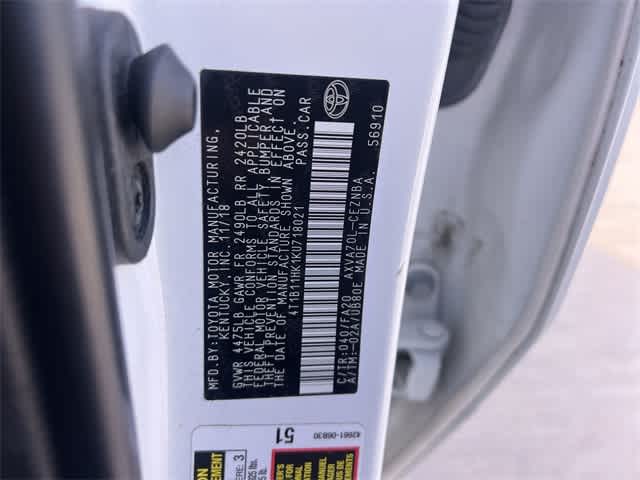 MFD.BY:TOYOTA MOTOR MANUFACTURING,
KENTUCKY, INC. 11/18
GVWR 4475LB GAWR FR 2490LB RR 2420LB
THIS VEHICLE CONFORMS TO ALL APPLICABLE
FEDERAL MOTOR VEHICLE SAFETY, BUMPER, AND
THEFT PREVENTION STANDARDS IN EFFECT ON
THE DATE OF MANUFACTURE SHOWN ABOVE.
4T1B11HK1KU718021 PASS.CAR
C/TR:040/FA20 AXVA70L-CEZNBA
A/TM:-02A/UB80E MADE IN U.S.A. 56910
42661-06830
51